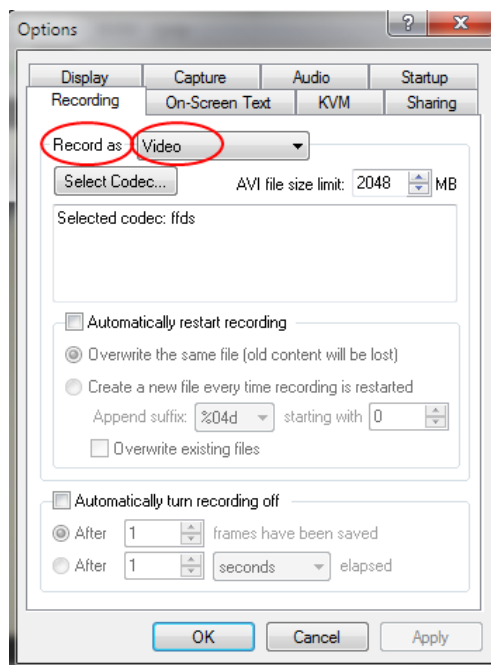 Options
Display Capture Audio Startup
Recording On-Screen Text KVM Sharing
Record as Video
Select Codec... AVI file size limit: 2048 MB
Selected codec: ffds
Automatically restart recording
Overwrite the same file (old content will be lost)
Create a new file every time recording is restarted
Append suffix: %04d starting with 0
Overwrite existing files
Automatically turn recording off
After 1 frames have been saved
After 1 seconds elapsed
OK Cancel Apply